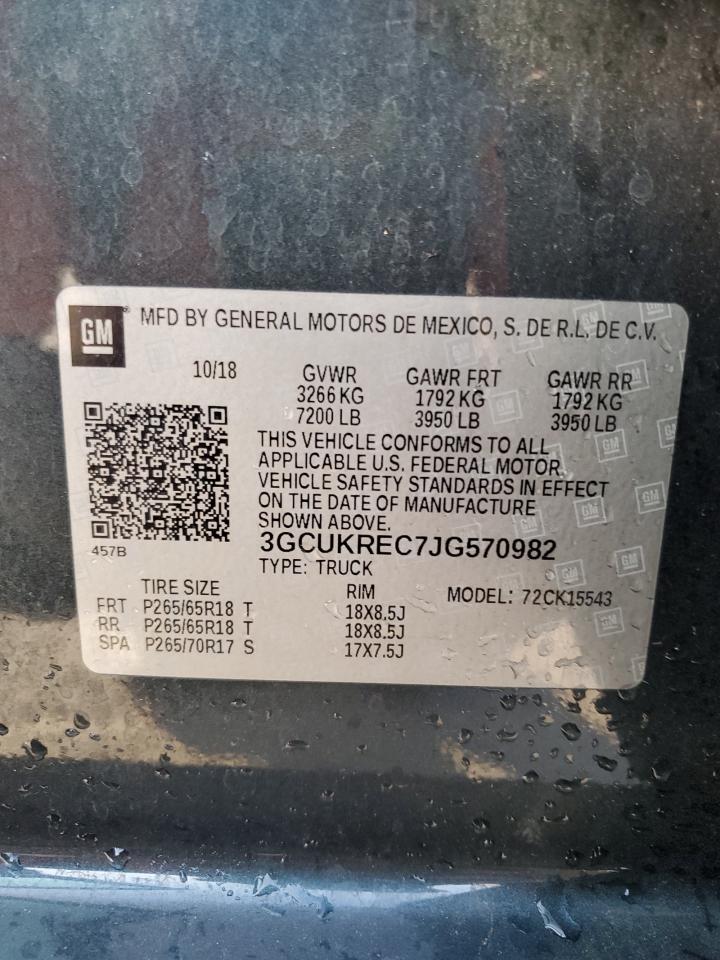 GM
MFD BY GENERAL MOTORS DE MEXICO, S. DE R.L. DE C.V.
10/18 GVWR GAWR FRT GAWR RR
3266 KG 1792 KG 1792 KG
7200 LB 3950 LB 3950 LB
THIS VEHICLE CONFORMS TO ALL
APPLICABLE U.S. FEDERAL MOTOR
VEHICLE SAFETY STANDARDS IN EFFECT
ON THE DATE OF MANUFACTURE
SHOWN ABOVE.
457B
3GCUKREC7JG570982
TYPE: TRUCK
TIRE SIZE RIM MODEL: 72CK15543
FRT P265/65R18 T 18X8.5J
RR P265/65R18 T 18X8.5J
SPA P265/70R17 S 17X7.5J